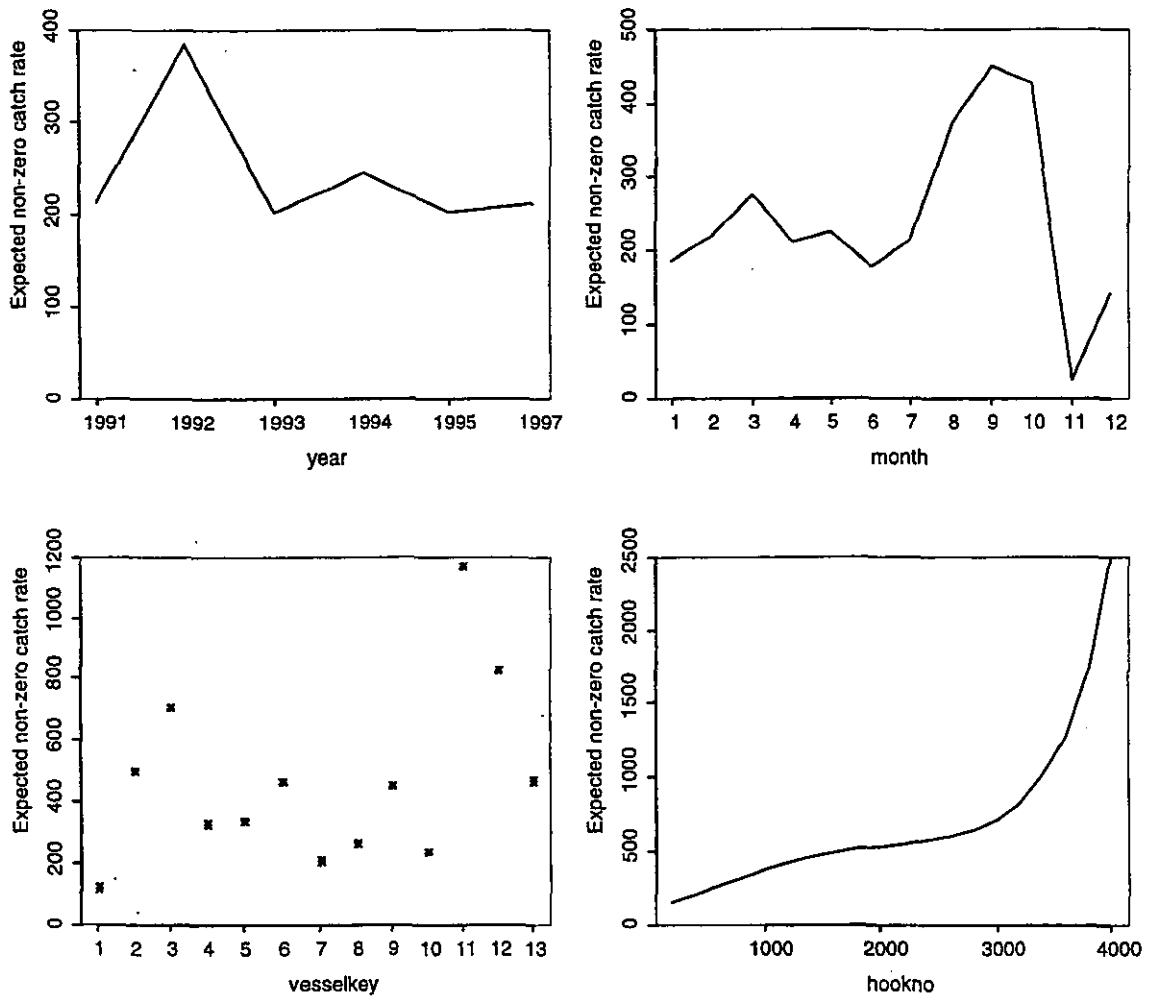 Expected non-zero catch rate
400
300
200
100
0
1991 1992 1993 1994 1995 1997
year
Expected non-zero catch rate
500
400
300
200
100
0
1 2 3 4 5 6 7 8 9 10 11 12
month
Expected non-zero catch rate
1200
1000
800
600
400
200
0
1 2 3 4 5 6 7 8 9 10 11 12 13
vesselkey
Expected non-zero catch rate
2500
2000
1500
1000
500
0
1000 2000 3000 4000
hookno